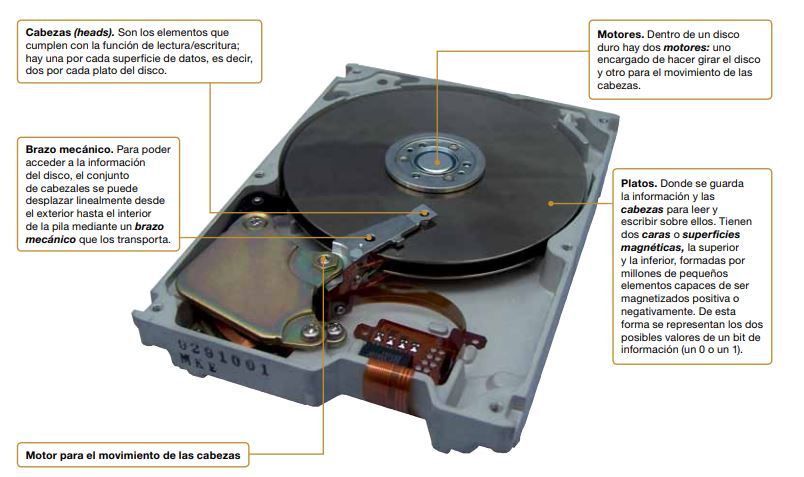 Cabezas (heads). Son los elementos que
cumplen con la función de lectura/escritura;
hay una por cada superficie de datos, es decir,
dos por cada plato del disco.
Motores. Dentro de un disco
duro hay dos motores: uno
encargado de hacer girar el disco
y otro para el movimiento de las
cabezas.
Brazo mecánico. Para poder
acceder a la información
del disco, el conjunto
de cabezales se puede
desplazar linealmente desde
el exterior hasta el interior
de la pila mediante un brazo
mecánico que los transporta.
Platos. Donde se guarda
la información y las
cabezas para leer y
escribir sobre ellos. Tienen
dos caras o superficies
magnéticas, la superior
y la inferior, formadas por
millones de pequeños
elementos capaces de ser
magnetizados positiva o
negativamente. De esta
forma se representan los dos
posibles valores de un bit de
información (un 0 o un 1).
0291001
MKE
Motor para el movimiento de las cabezas